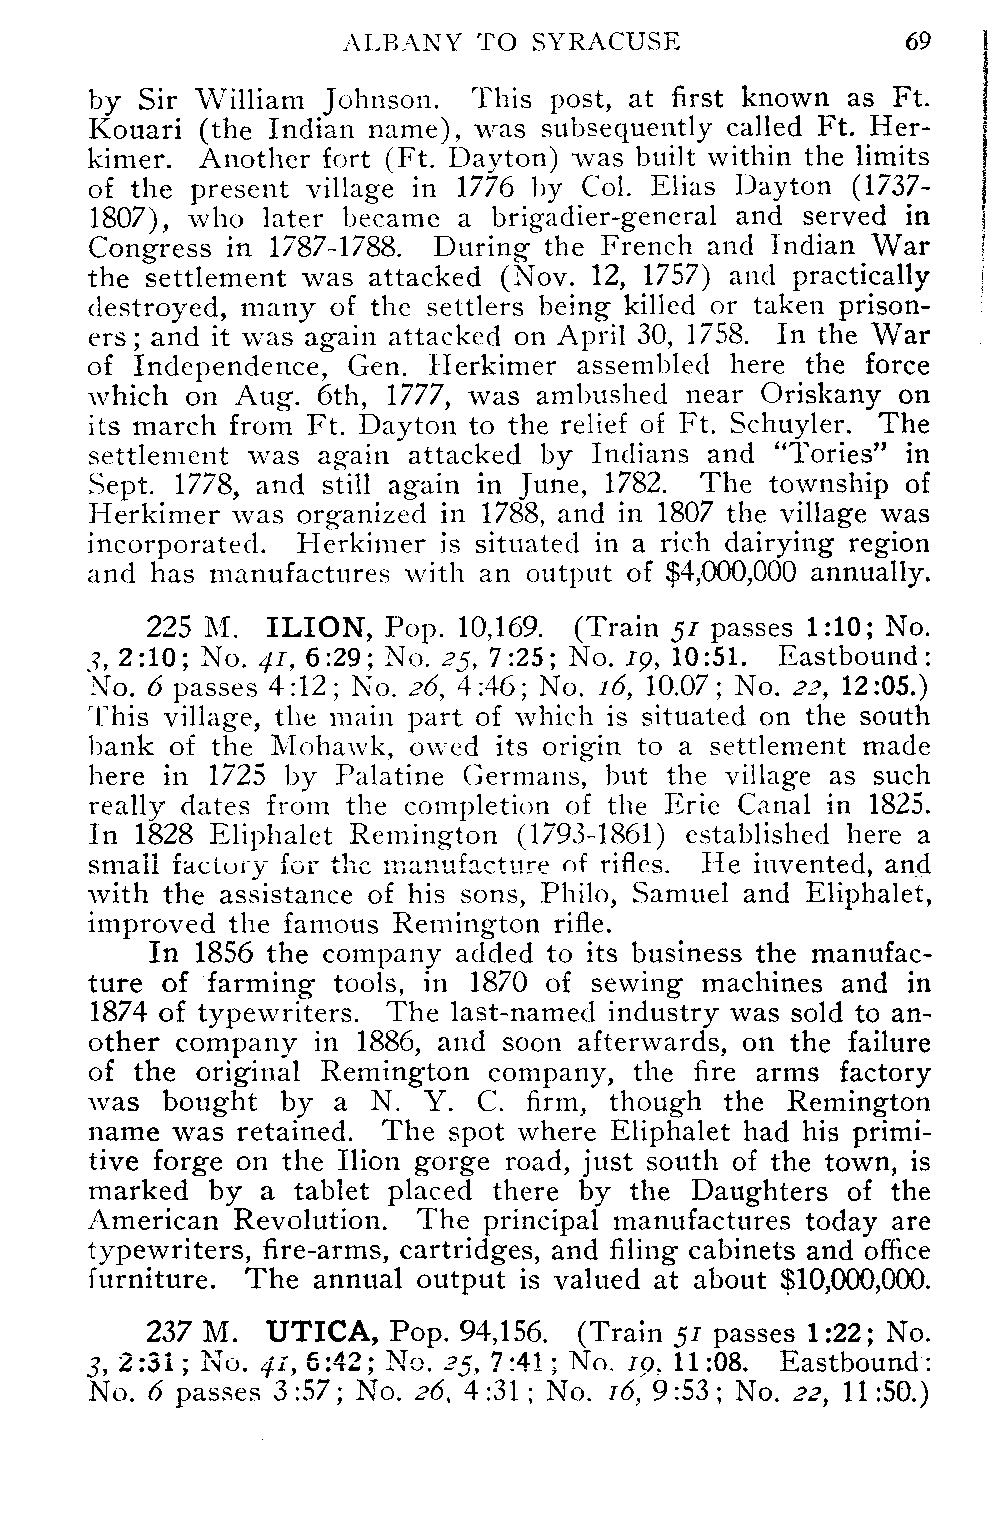 ALBANY TO SYRACUSE 69
by Sir William Johnson. This post, at first known as Ft.
Kouari (the Indian name), was subsequently called Ft. Her-
kimer. Another fort (Ft. Dayton) was built within the limits
of the present village in 1776 by Col. Elias Dayton (1737-
1807), who later became a brigadier-general and served in
Congress in 1787-1788. During the French and Indian War
the settlement was attacked (Nov. 12, 1757) and practically
destroyed, many of the settlers being killed or taken prison-
ers; and it was again attacked on April 30, 1758. In the War
of Independence, Gen. Herkimer assembled here the force
which on Aug. 6th, 1777, was ambushed near Oriskany on
its march from Ft. Dayton to the relief of Ft. Schuyler. The
settlement was again attacked by Indians and "Tories" in
Sept. 1778, and still again in June, 1782. The township of
Herkimer was organized in 1788, and in 1807 the village was
incorporated. Herkimer is situated in a rich dairying region
and has manufactures with an output of $4,000,000 annually.
225 M. ILION, Pop. 10,169. (Train 51 passes 1:10; No.
3, 2:10; No. 41, 6:29; No. 25, 7:25; No. 19, 10:51. Eastbound:
No. 6 passes 4:12; No. 26, 4:46; No. 16, 10.07; No. 22, 12:05.)
This village, the main part of which is situated on the south
bank of the Mohawk, owed its origin to a settlement made
here in 1725 by Palatine Germans, but the village as such
really dates from the completion of the Erie Canal in 1825.
In 1828 Eliphalet Remington (1793-1861) established here a
small factory for the manufacture of rifles. He invented, and
with the assistance of his sons, Philo, Samuel and Eliphalet,
improved the famous Remington rifle.
In 1856 the company added to its business the manufac-
ture of farming tools, in 1870 of sewing machines and in
1874 of typewriters. The last-named industry was sold to an-
other company in 1886, and soon afterwards, on the failure
of the original Remington company, the fire arms factory
was bought by a N. Y. C. firm, though the Remington
name was retained. The spot where Eliphalet had his primi-
tive forge on the Ilion gorge road, just south of the town, is
marked by a tablet placed there by the Daughters of the
American Revolution. The principal manufactures today are
typewriters, fire-arms, cartridges, and filing cabinets and office
furniture. The annual output is valued at about $10,000,000.
237 M. UTICA, Pop. 94,156. (Train 51 passes 1:22; No.
3, 2:31; No. 41, 6:42; No. 25, 7:41; No. 19, 11:08. Eastbound:
No. 6 passes 3:57; No. 26, 4:31; No. 16, 9:53; No. 22, 11:50.)